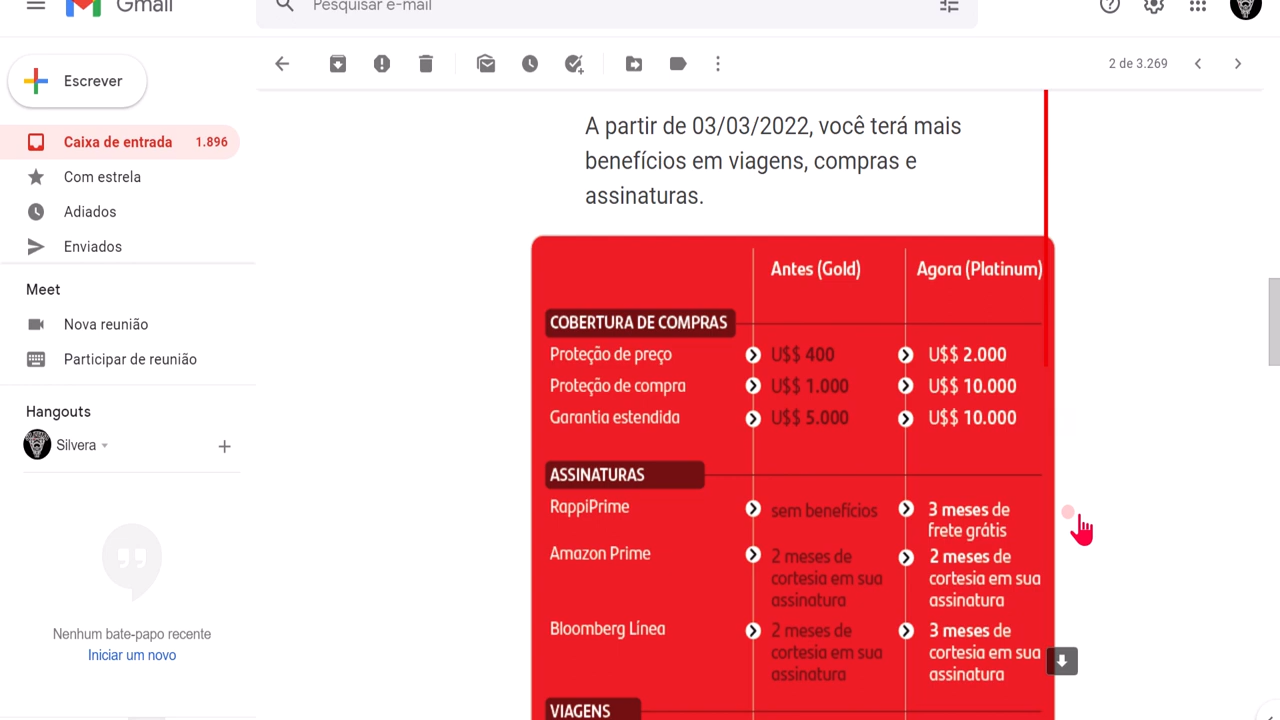 Gmail
Pesquisar e-mail
Escrever
2 de 3.269
Caixa de entrada 1.896
Com estrela
Adiados
Enviados
Meet
Nova reunião
Participar de reunião
Hangouts
Silvera
Nenhum bate-papo recente
Iniciar um novo
A partir de 03/03/2022, você terá mais
benefícios em viagens, compras e
assinaturas.
Antes (Gold) Agora (Platinum)
COBERTURA DE COMPRAS
Proteção de preço U$$ 400 U$$ 2.000
Proteção de compra U$$ 1.000 U$$ 10.000
Garantia estendida U$$ 5.000 U$$ 10.000
ASSINATURAS
RappiPrime sem benefícios 3 meses de
frete grátis
Amazon Prime 2 meses de 2 meses de
cortesia em sua cortesia em sua
assinatura assinatura
Bloomberg Línea 2 meses de 3 meses de
cortesia em sua cortesia em sua
assinatura assinatura
VIAGENS